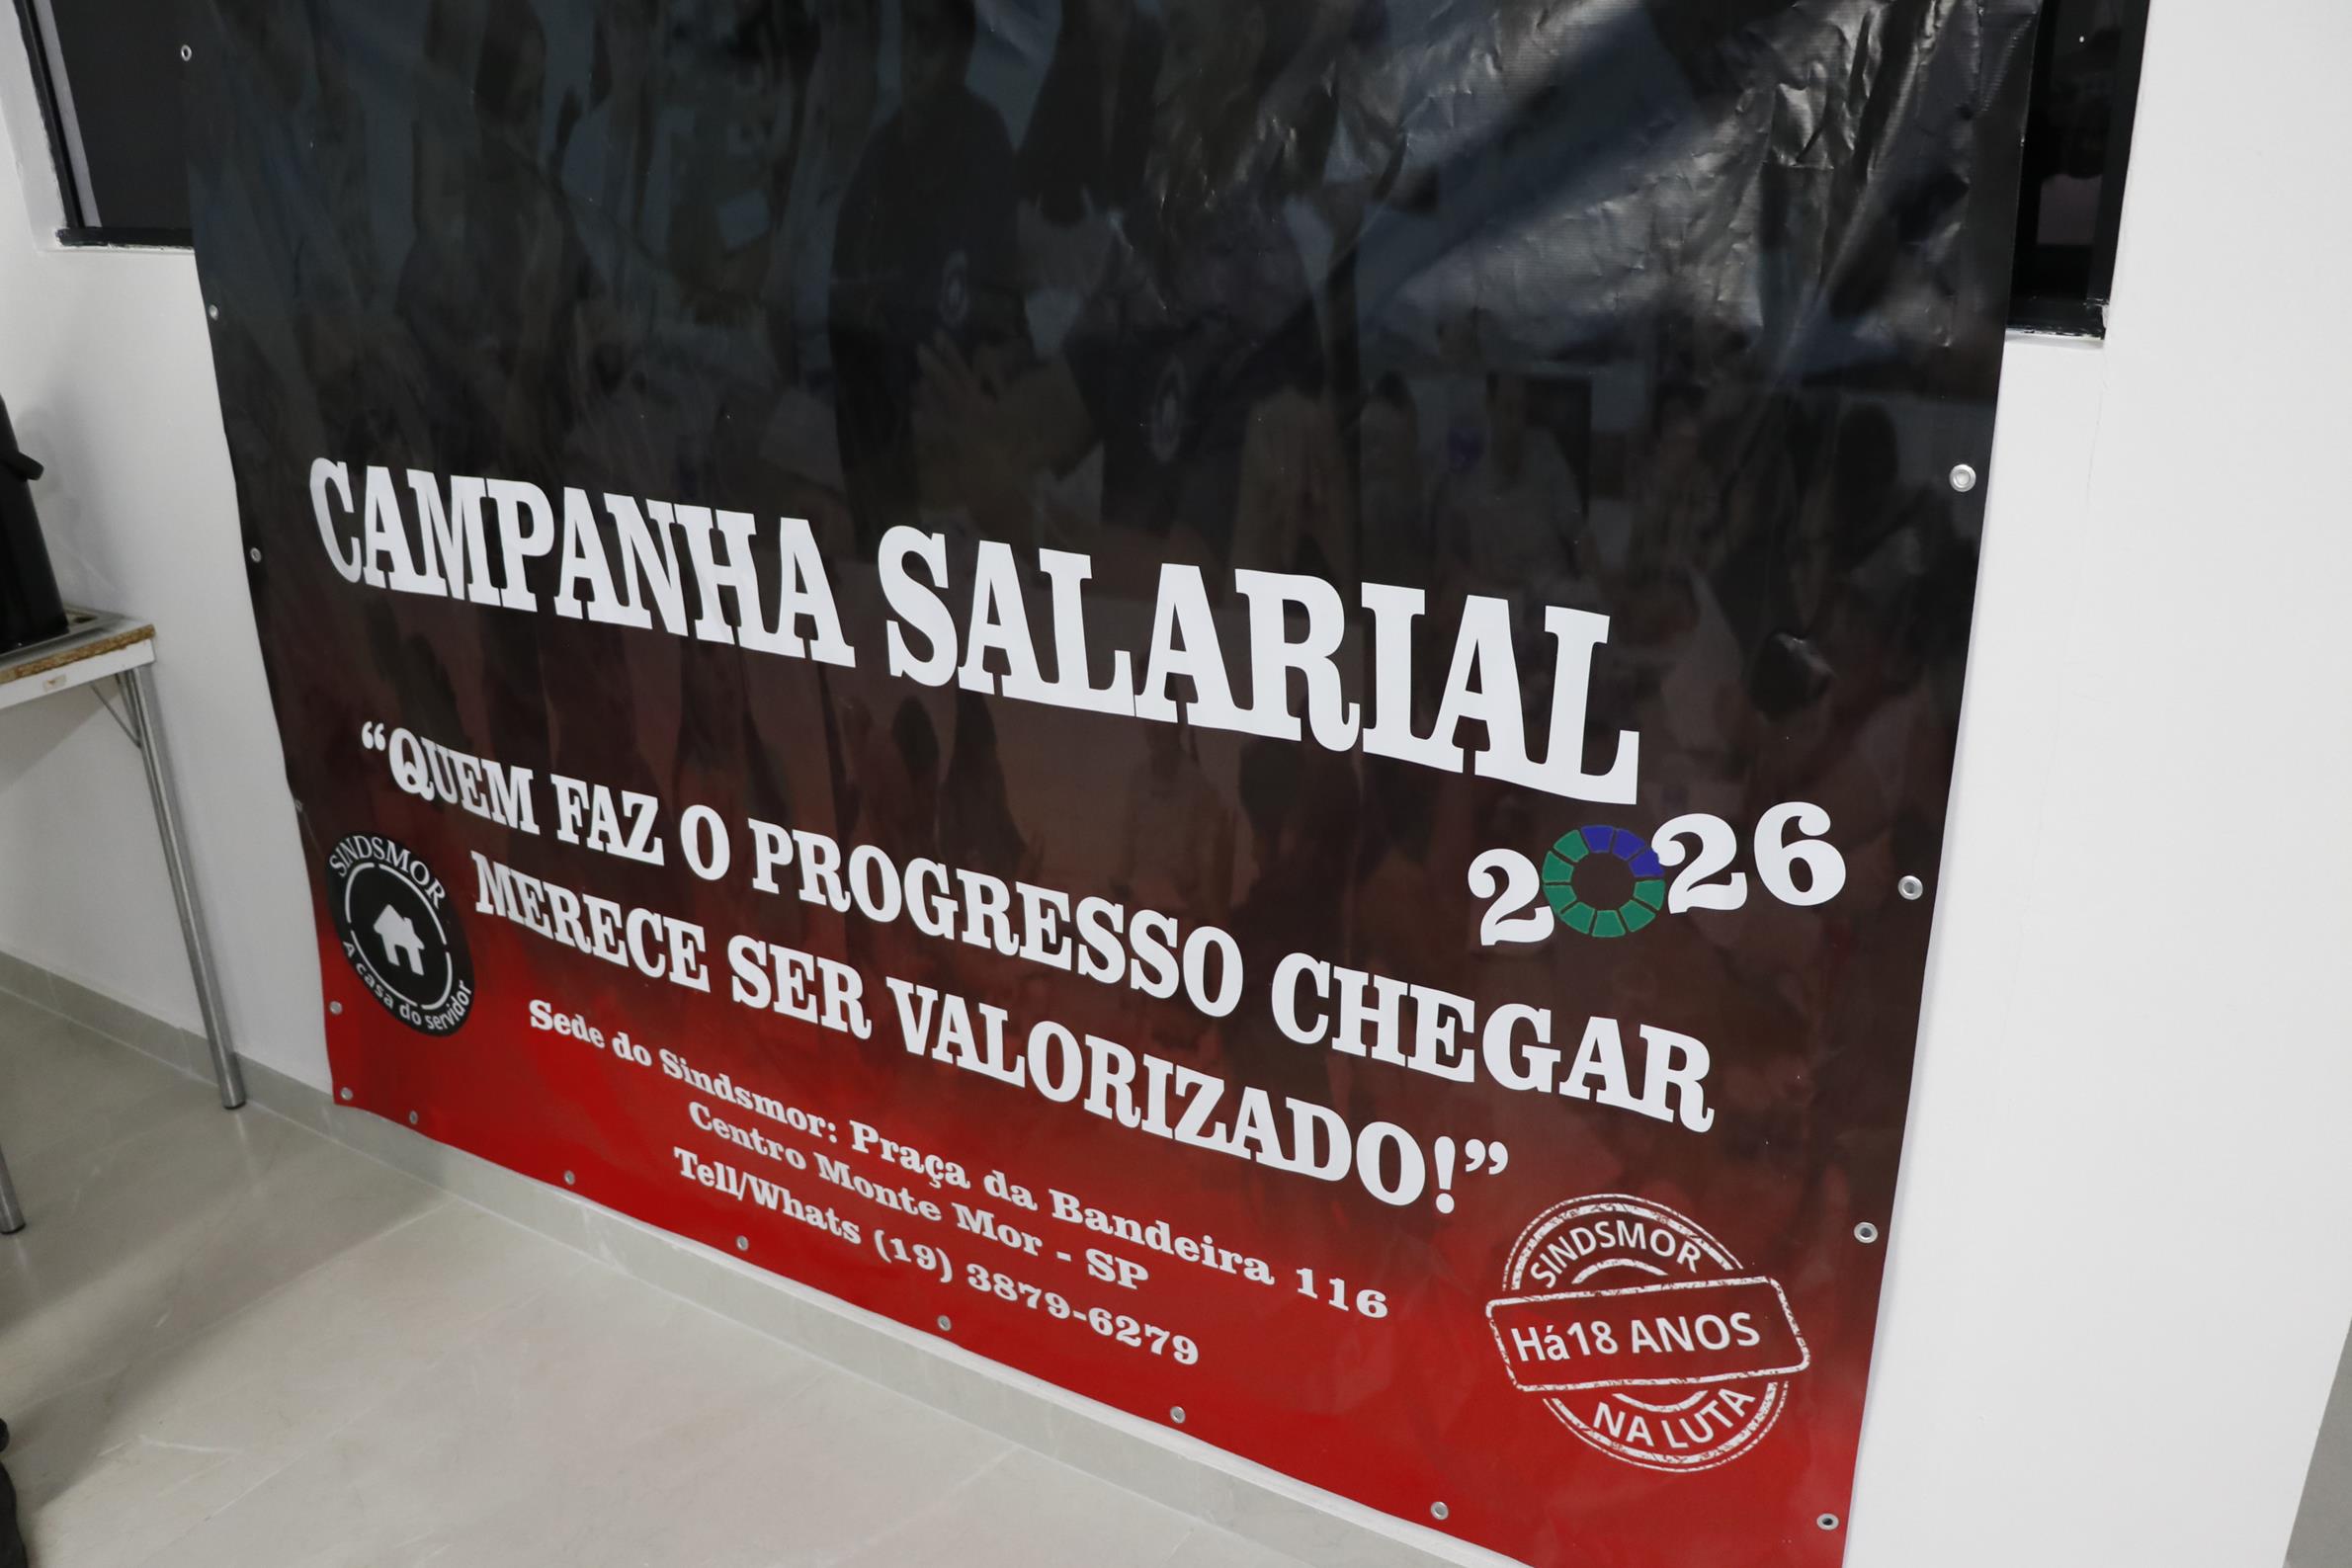 CAMPANHA SALARIAL
2026
“QUEM FAZ O PROGRESSO CHEGAR
MERECE SER VALORIZADO!”
SINDSMOR
A casa do servidor
Sede do Sindsmor: Praça da Bandeira 116
Centro Monte Mor - SP
Tell/Whats (19) 3879-6279
SINDSMOR
Há18 ANOS
NA LUTA